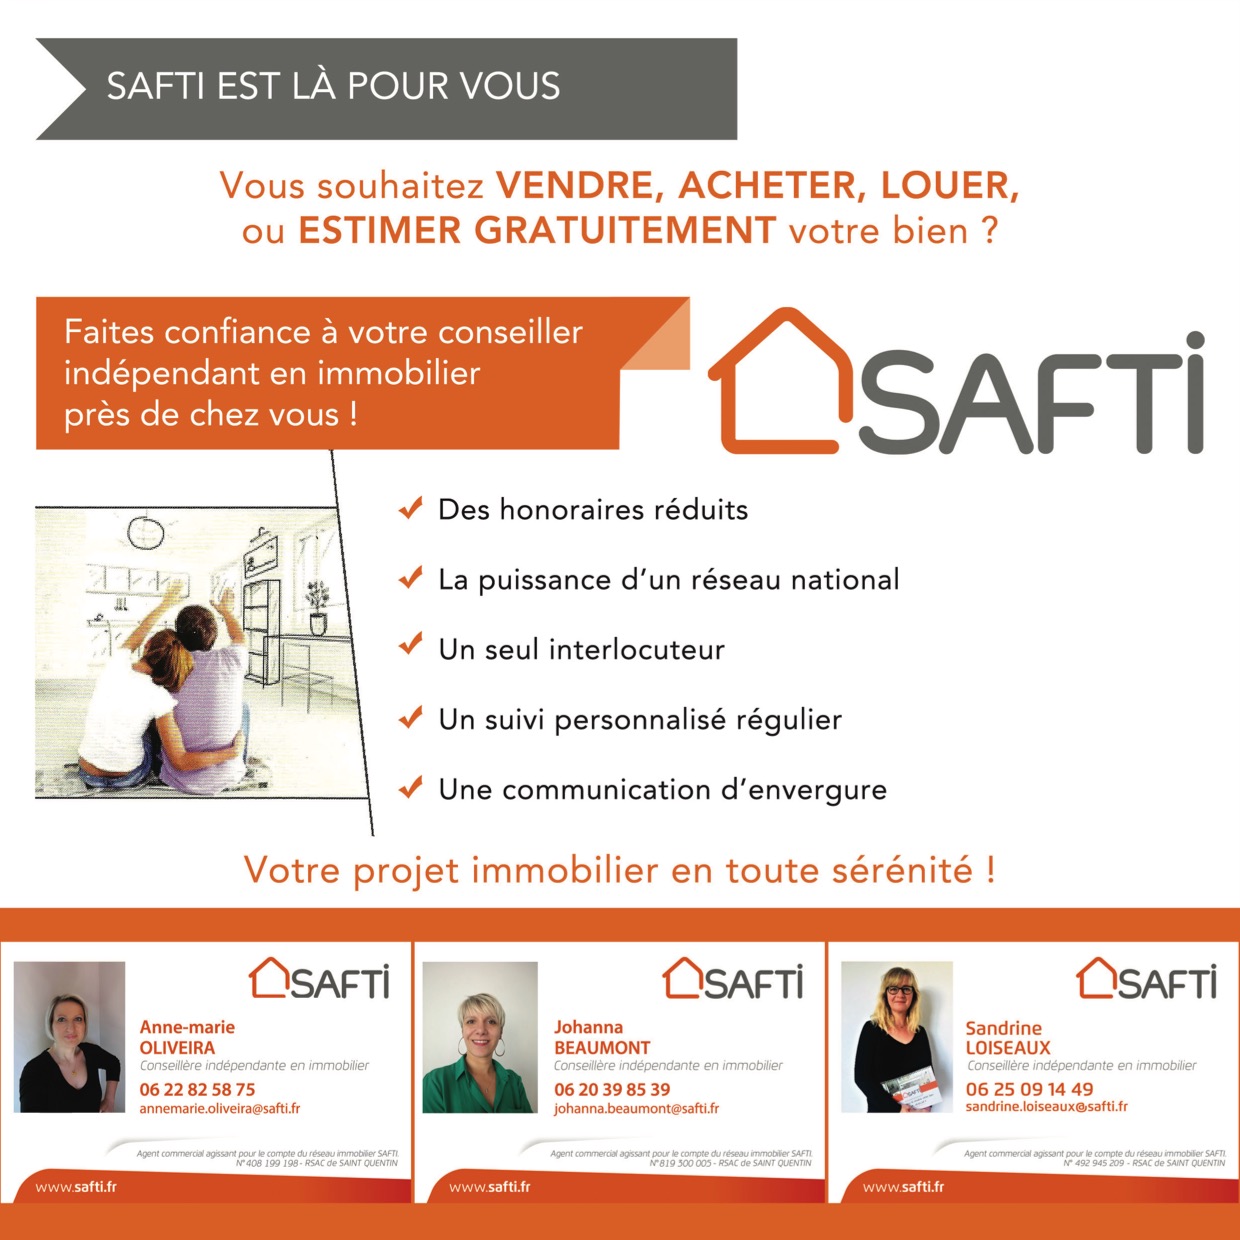 SAFTI EST LÀ POUR VOUS
Vous souhaitez VENDRE, ACHETER, LOUER,
ou ESTIMER GRATUITEMENT votre bien ?
Faites confiance à votre conseiller
indépendant en immobilier
près de chez vous !
SAFTI
Des honoraires réduits
La puissance d’un réseau national
Un seul interlocuteur
Un suivi personnalisé régulier
Une communication d’envergure
Votre projet immobilier en toute sérénité !
SAFTI
Anne-marie
OLIVEIRA
Conseillère indépendante en immobilier
06 22 82 58 75
annemarie.oliveira@safti.fr
Agent commercial agissant pour le compte du réseau immobilier SAFTI.
N° 408 199 198 - RSAC de SAINT QUENTIN
www.safti.fr
SAFTI
Johanna
BEAUMONT
Conseillère indépendante en immobilier
06 20 39 85 39
johanna.beaumont@safti.fr
Agent commercial agissant pour le compte du réseau immobilier SAFTI.
N° 819 300 005 - RSAC de SAINT QUENTIN
www.safti.fr
SAFTI
Sandrine
LOISEAUX
Conseillère indépendante en immobilier
06 25 09 14 49
sandrine.loiseaux@safti.fr
Agent commercial agissant pour le compte du réseau immobilier SAFTI.
N° 492 945 209 - RSAC de SAINT QUENTIN
www.safti.fr